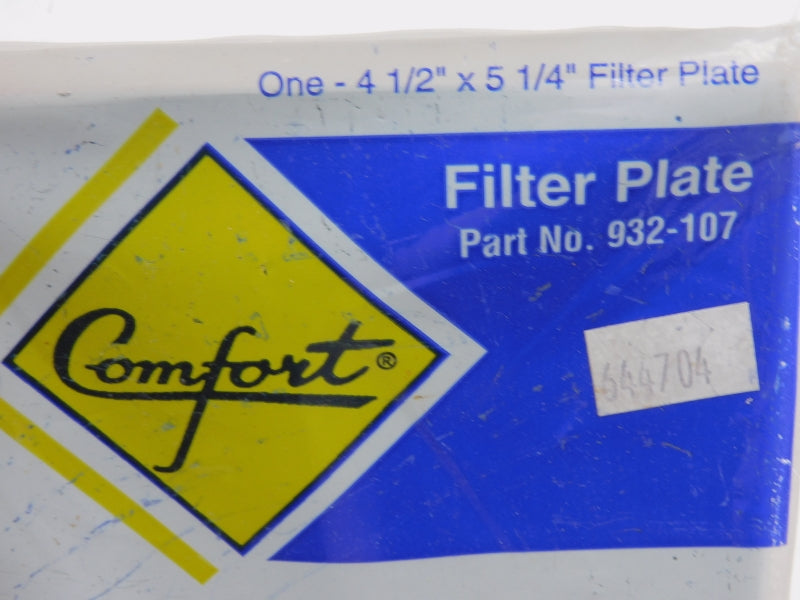 One - 4 1/2" x 5 1/4" Filter Plate
Filter Plate
Part No. 932-107
Comfort®
644704